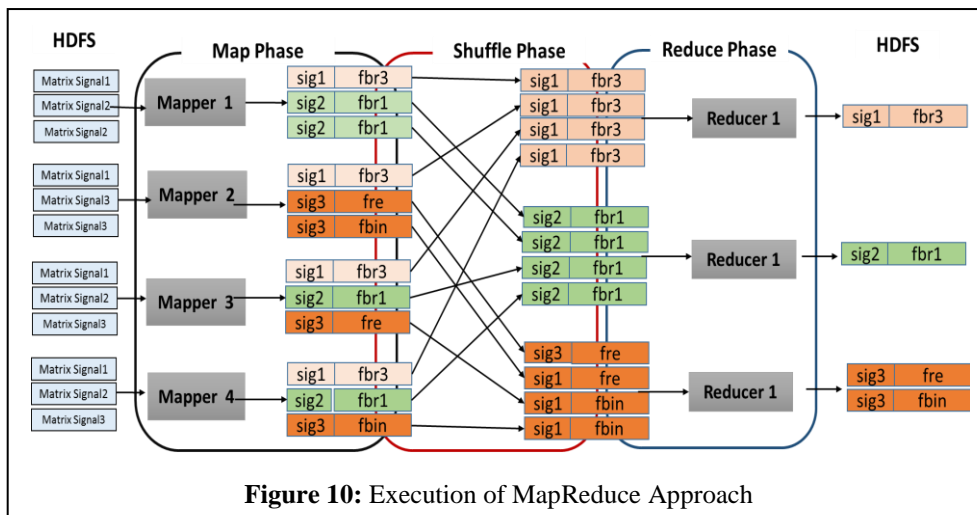 HDFS
Map Phase
Shuffle Phase
Reduce Phase
HDFS
Matrix Signal1
Matrix Signal2
Matrix Signal2
Mapper 1
sig1 fbr3
sig2 fbr1
sig2 fbr1
Matrix Signal1
Matrix Signal3
Matrix Signal3
Mapper 2
sig1 fbr3
sig3 fre
sig3 fbin
Matrix Signal1
Matrix Signal2
Matrix Signal3
Mapper 3
sig1 fbr3
sig2 fbr1
sig3 fre
Matrix Signal1
Matrix Signal2
Matrix Signal3
Mapper 4
sig1 fbr3
sig2 fbr1
sig3 fbin
sig1 fbr3
sig1 fbr3
sig1 fbr3
sig1 fbr3
Reducer 1
sig1 fbr3
sig2 fbr1
sig2 fbr1
sig2 fbr1
sig2 fbr1
Reducer 1
sig2 fbr1
sig3 fre
sig1 fre
sig1 fbin
sig1 fbin
Reducer 1
sig3 fre
sig3 fbin
Figure 10: Execution of MapReduce Approach